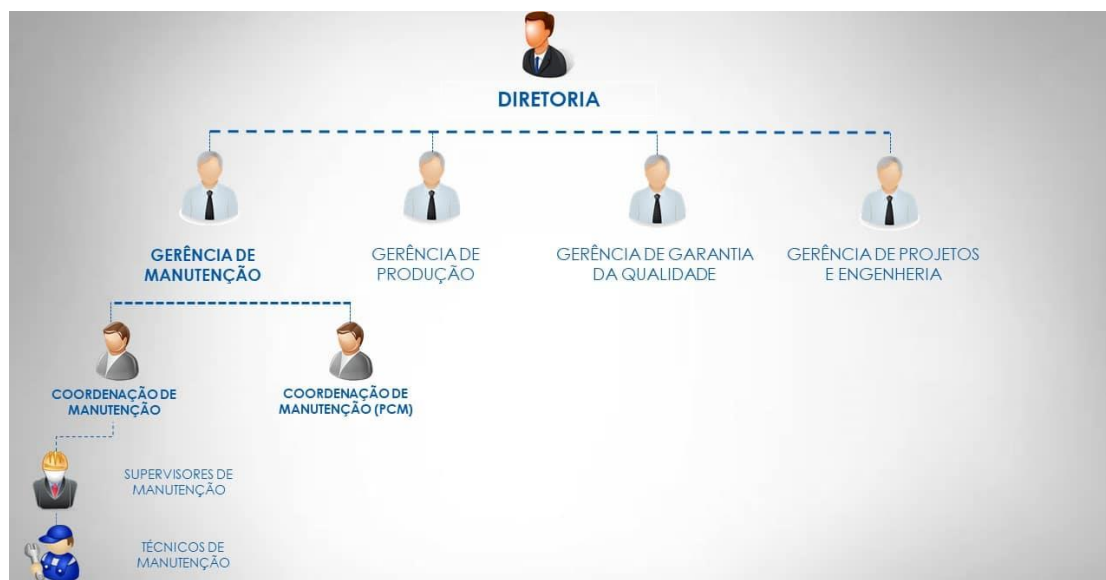 DIRETORIA
GERÊNCIA DE
MANUTENÇÃO
GERÊNCIA DE
PRODUÇÃO
GERÊNCIA DE GARANTIA
DA QUALIDADE
GERÊNCIA DE PROJETOS
E ENGENHERIA
COORDENAÇÃO DE
MANUTENÇÃO
COORDENAÇÃO DE
MANUTENÇÃO (PCM)
SUPERVISORES DE
MANUTENÇÃO
TÉCNICOS DE
MANUTENÇÃO